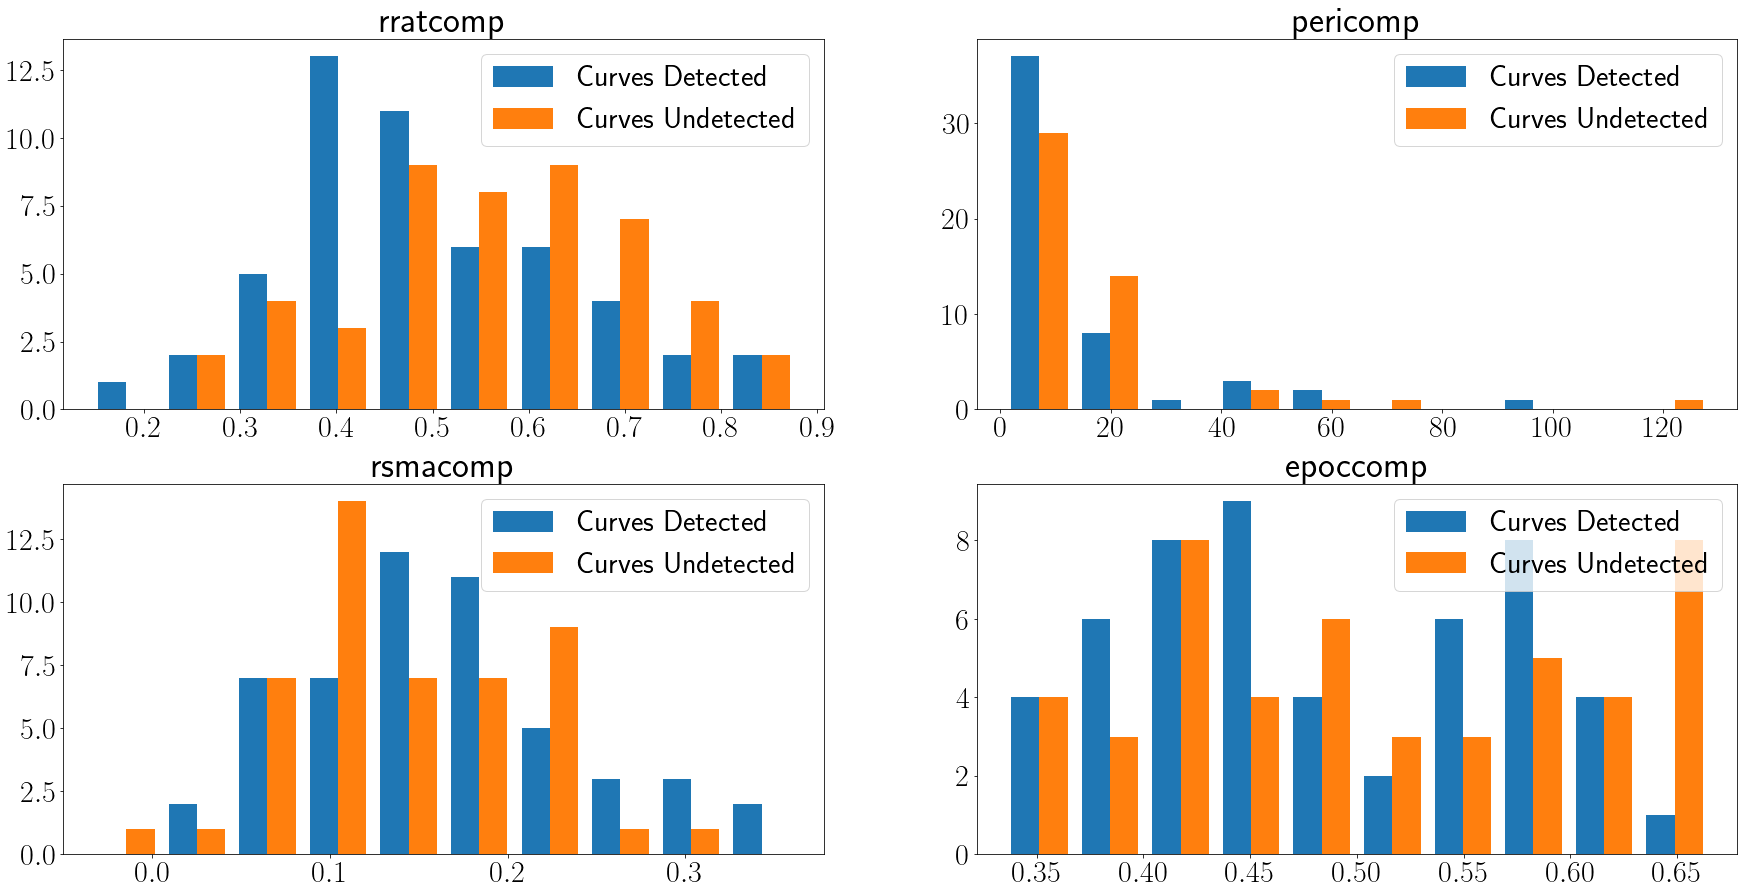 rratcomp
12.5
10.0
7.5
5.0
2.5
0.0
0.2 0.3 0.4 0.5 0.6 0.7 0.8 0.9
Curves Detected
Curves Undetected
pericomp
30
20
10
0
0 20 40 60 80 100 120
Curves Detected
Curves Undetected
rsmacomp
12.5
10.0
7.5
5.0
2.5
0.0
0.0 0.1 0.2 0.3
Curves Detected
Curves Undetected
epoccomp
8
6
4
2
0
0.35 0.40 0.45 0.50 0.55 0.60 0.65
Curves Detected
Curves Undetected